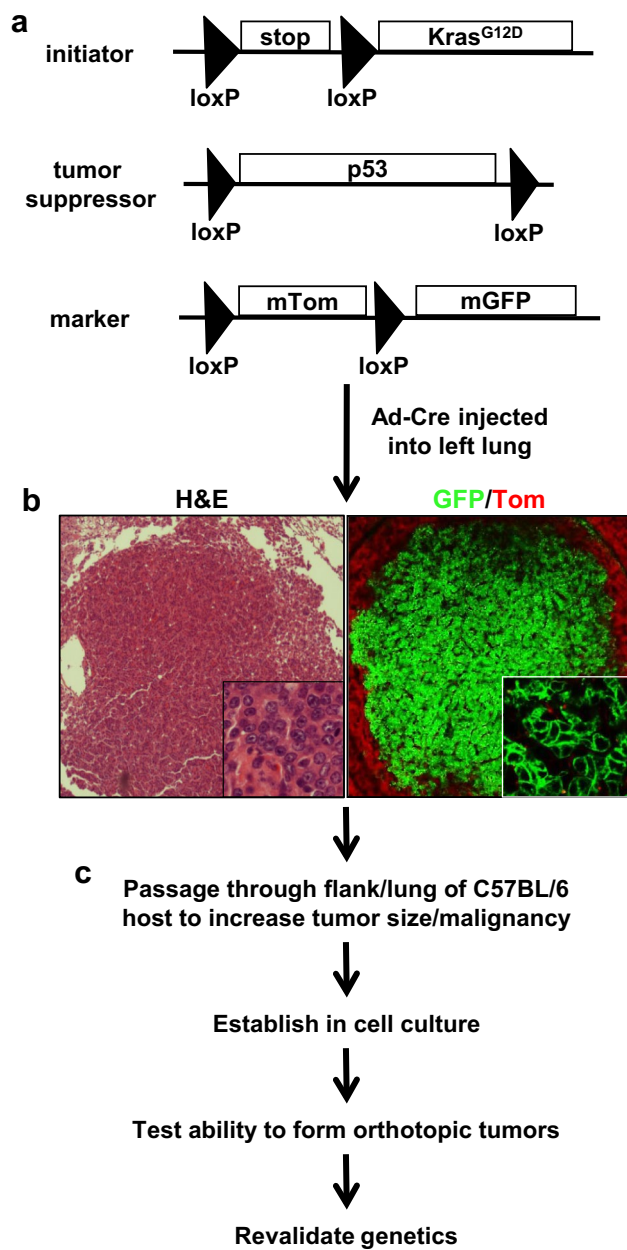 a
initiator
stop
Kras^G12D
loxP
loxP
tumor
suppressor
p53
loxP
loxP
marker
mTom
mGFP
loxP
loxP
Ad-Cre injected
into left lung
b
H&E
GFP/Tom
c
Passage through flank/lung of C57BL/6
host to increase tumor size/malignancy
Establish in cell culture
Test ability to form orthotopic tumors
Revalidate genetics